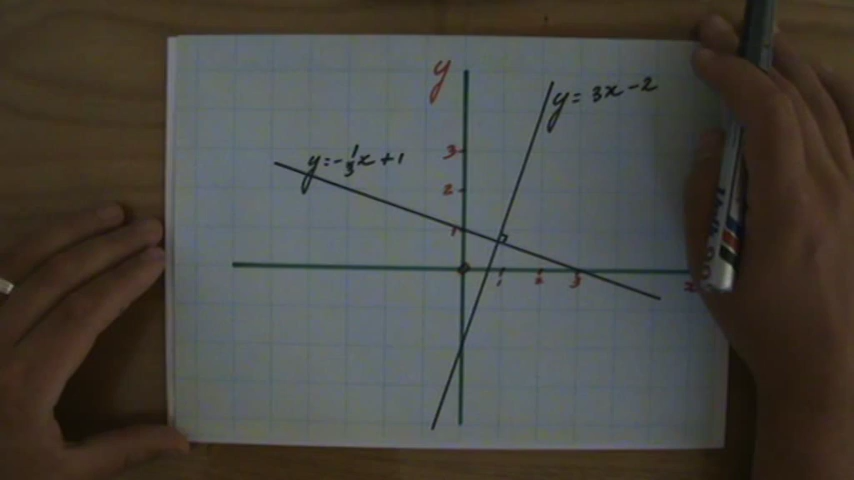 y
y = 3x - 2
y = -1/3x + 1
3
2
1
1 2 3
x